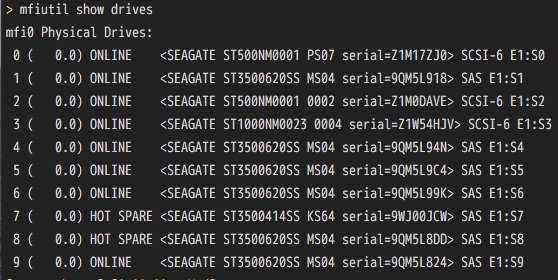 > mfiutil show drives
mfi0 Physical Drives:
0 (   0.0) ONLINE    <SEAGATE ST500NM0001 PS07 serial=Z1M17ZJ0> SCSI-6 E1:S0
1 (   0.0) ONLINE    <SEAGATE ST3500620SS MS04 serial=9QM5L918> SAS E1:S1
2 (   0.0) ONLINE    <SEAGATE ST500NM0001 0002 serial=Z1M0DAVE> SCSI-6 E1:S2
3 (   0.0) ONLINE    <SEAGATE ST1000NM0023 0004 serial=Z1W54HJV> SCSI-6 E1:S3
4 (   0.0) ONLINE    <SEAGATE ST3500620SS MS04 serial=9QM5L94N> SAS E1:S4
5 (   0.0) ONLINE    <SEAGATE ST3500620SS MS04 serial=9QM5L9C4> SAS E1:S5
6 (   0.0) ONLINE    <SEAGATE ST3500620SS MS04 serial=9QM5L99K> SAS E1:S6
7 (   0.0) HOT SPARE <SEAGATE ST3500414SS KS64 serial=9WJ00JCW> SAS E1:S7
8 (   0.0) HOT SPARE <SEAGATE ST3500620SS MS04 serial=9QM5L8DD> SAS E1:S8
9 (   0.0) ONLINE    <SEAGATE ST3500620SS MS04 serial=9QM5L824> SAS E1:S9